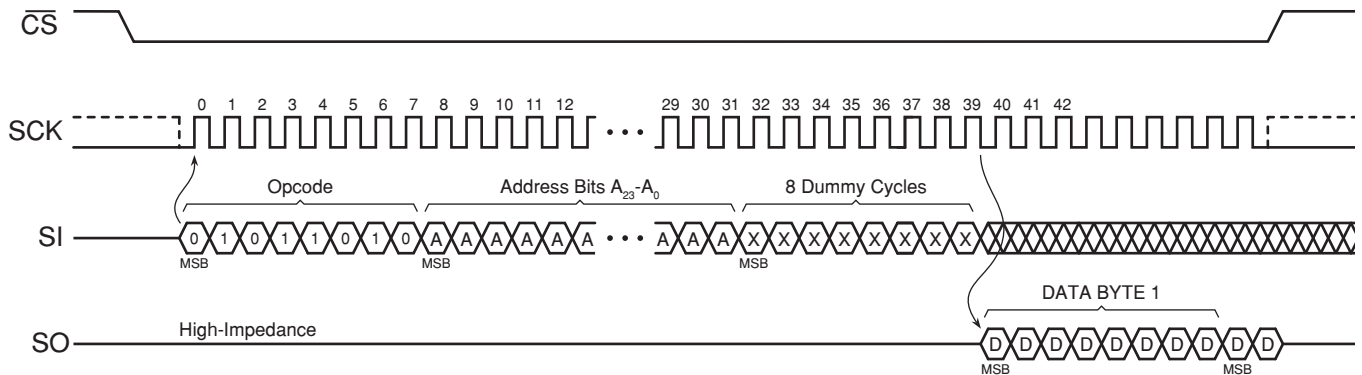 CS
0 1 2 3 4 5 6 7 8 9 10 11 12 29 30 31 32 33 34 35 36 37 38 39 40 41 42
SCK
Opcode Address Bits A23-A0 8 Dummy Cycles
SI 0 1 0 1 1 0 1 0 A A A A A A A A A X X X X X X X X
MSB MSB MSB
DATA BYTE 1
High-Impedance
SO D D D D D D D D D D
MSB MSB